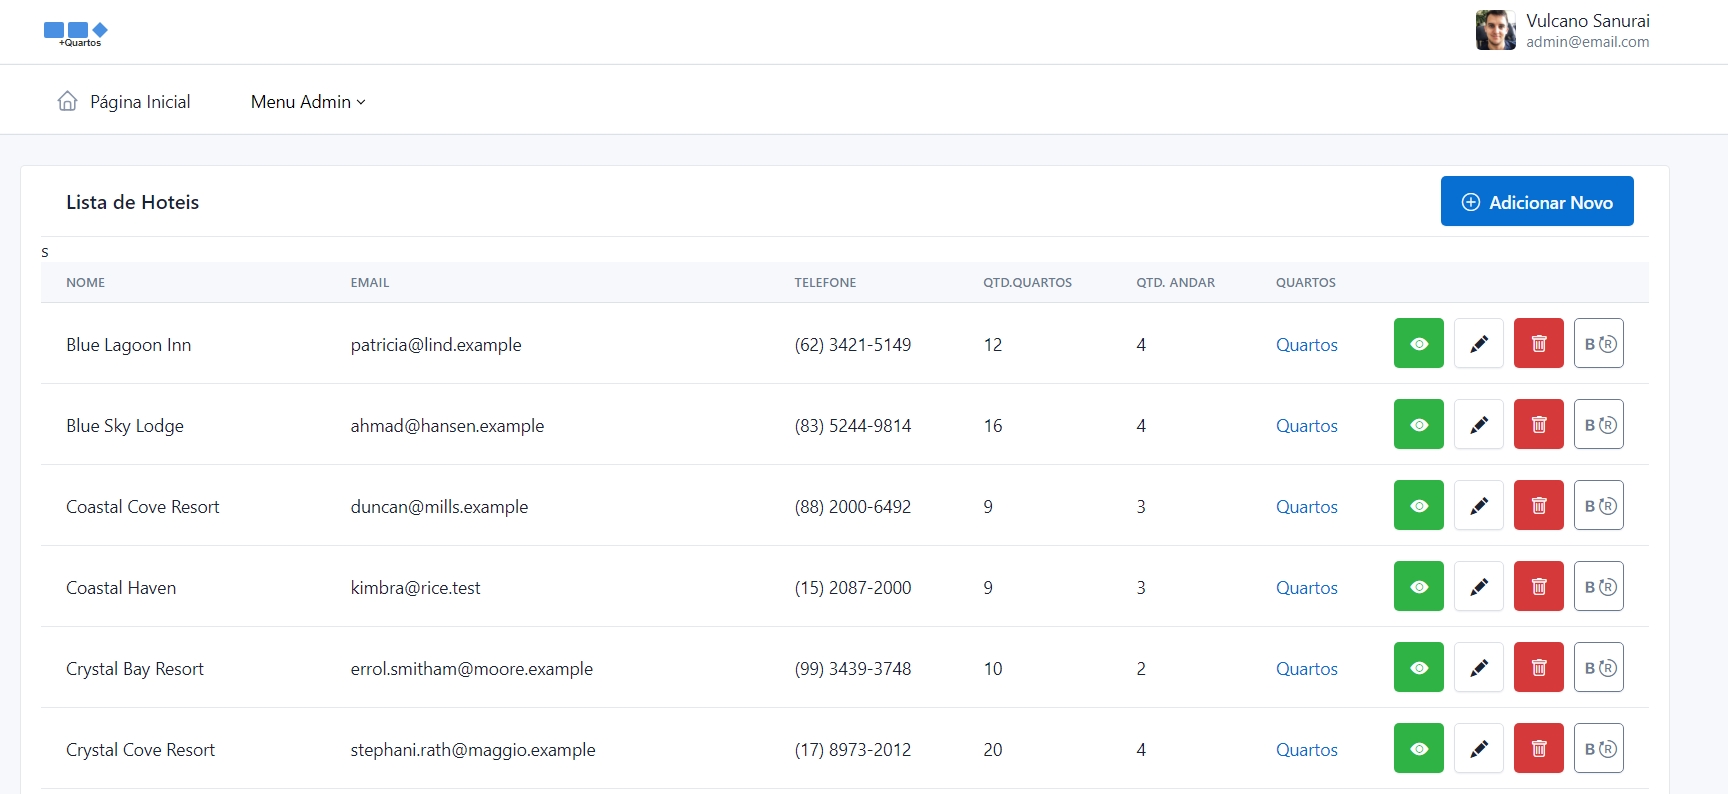 +Quartos
Vulcano Sanurai
admin@email.com
Página Inicial Menu Admin
Lista de Hoteis Adicionar Novo
s
NOME EMAIL TELEFONE QTD.QUARTOS QTD. ANDAR QUARTOS
Blue Lagoon Inn patricia@lind.example (62) 3421-5149 12 4 Quartos B R
Blue Sky Lodge ahmad@hansen.example (83) 5244-9814 16 4 Quartos B R
Coastal Cove Resort duncan@mills.example (88) 2000-6492 9 3 Quartos B R
Coastal Haven kimbra@rice.test (15) 2087-2000 9 3 Quartos B R
Crystal Bay Resort errol.smitham@moore.example (99) 3439-3748 10 2 Quartos B R
Crystal Cove Resort stephani.rath@maggio.example (17) 8973-2012 20 4 Quartos B R